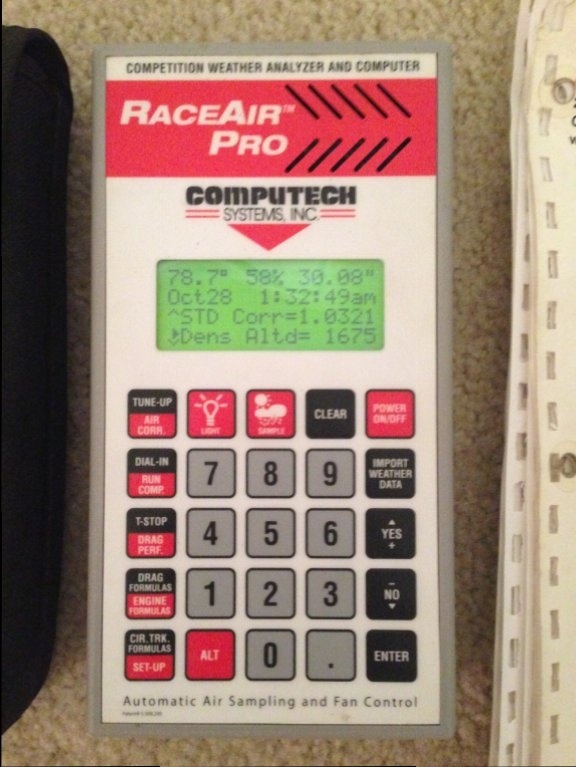 COMPETITION WEATHER ANALYZER AND COMPUTER
RACEAIR™
PRO
COMPUTECH
SYSTEMS, INC.
78.7° 58% 30.08"
Oct28 1:32:49am
^STD Corr=1.0321
Dens Altd= 1675
TUNE-UP
AIR
CORR.
LIGHT
SAMPLE
CLEAR
POWER
ON/OFF
DIAL-IN
RUN
COMP.
7
8
9
IMPORT
WEATHER
DATA
T-STOP
DRAG
PERF.
4
5
6
YES
+
DRAG
FORMULAS
ENGINE
FORMULAS
1
2
3
–
NO
CIR.TRK.
FORMULAS
SET-UP
ALT
0
.
ENTER
Automatic Air Sampling and Fan Control